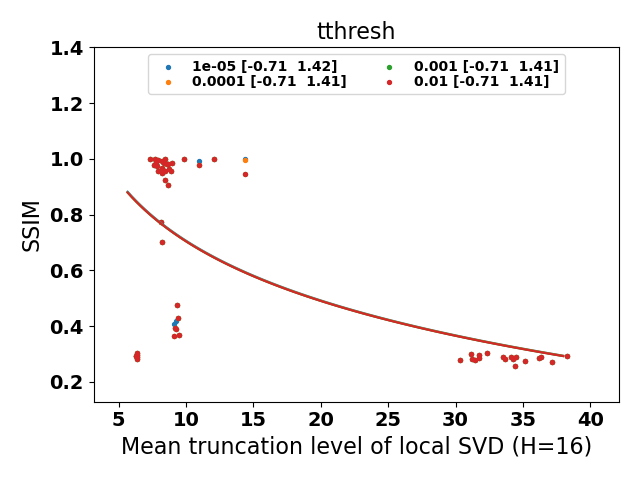 tthresh
1e-05 [-0.71  1.42]
0.0001 [-0.71  1.41]
0.001 [-0.71  1.41]
0.01 [-0.71  1.41]
SSIM
1.4
1.2
1.0
0.8
0.6
0.4
0.2
5 10 15 20 25 30 35 40
Mean truncation level of local SVD (H=16)